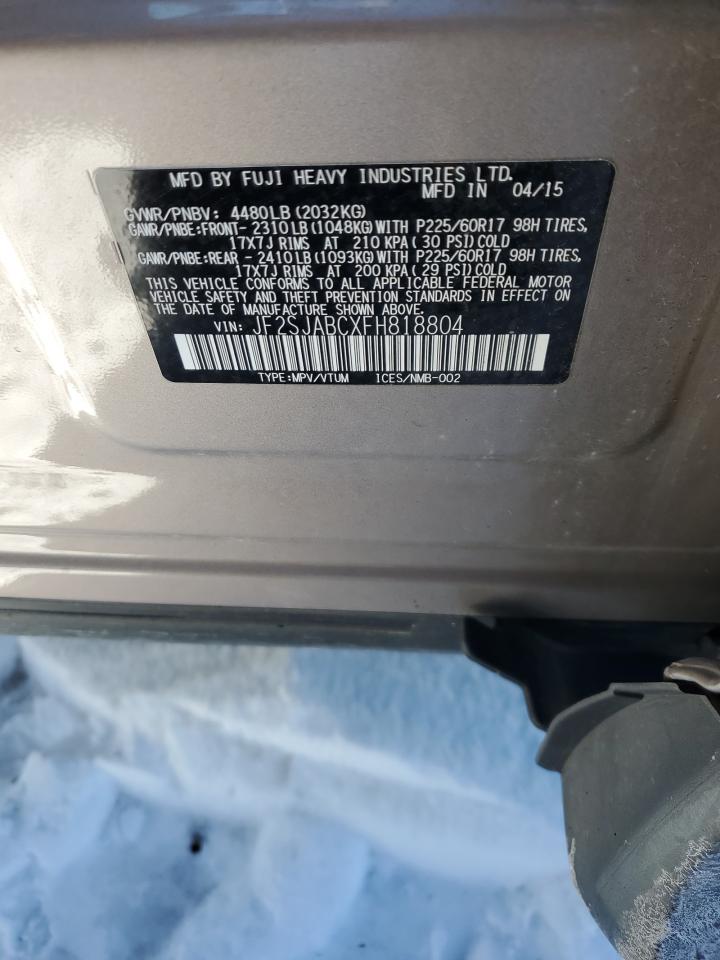 MFD BY FUJI HEAVY INDUSTRIES LTD.
MFD IN 04/15
GVWR/PNBV: 4480LB (2032KG)
GAWR/PNBE:FRONT- 2310LB (1048KG) WITH P225/60R17 98H TIRES,
17X7J RIMS AT 210 KPA ( 30 PSI) COLD
GAWR/PNBE:REAR - 2410LB (1093KG) WITH P225/60R17 98H TIRES,
17X7J RIMS AT 200 KPA ( 29 PSI) COLD
THIS VEHICLE CONFORMS TO ALL APPLICABLE FEDERAL MOTOR
VEHICLE SAFETY AND THEFT PREVENTION STANDARDS IN EFFECT ON
THE DATE OF MANUFACTURE SHOWN ABOVE.
VIN: JF2SJABCXFH818804
TYPE:MPV/VTUM ICES/NMB-002